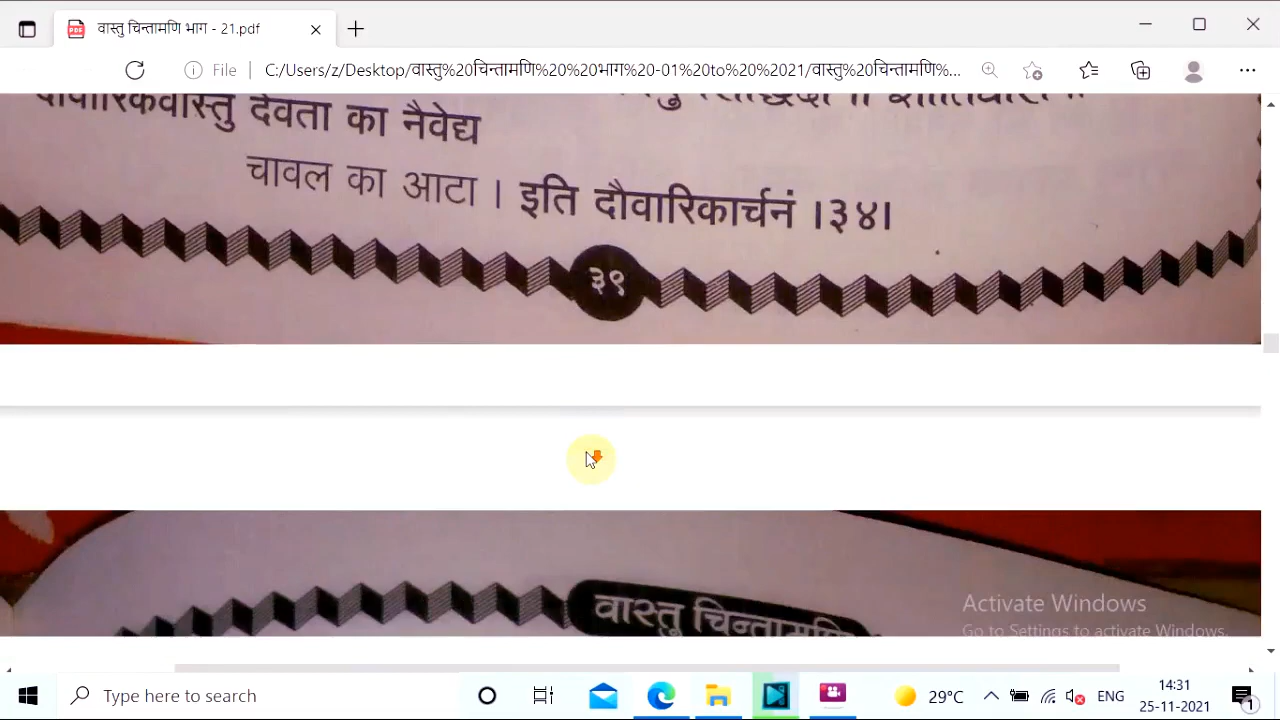 वास्तु चिन्तामणि भाग - 21.pdf
File
C:/Users/z/Desktop/वास्तु%20चिन्तामणि%20%20भाग%20-01%20to%20%2021/वास्तु%20चिन्तामणि%...
दौवारिकवास्तु देवता का नैवेद्य
चावल का आटा । इति दौवारिकार्चनं ।३४।
३९
वास्तु चिन्तामणि
Activate Windows
Go to Settings to activate Windows.
Type here to search
29°C
ENG
14:31
25-11-2021
1